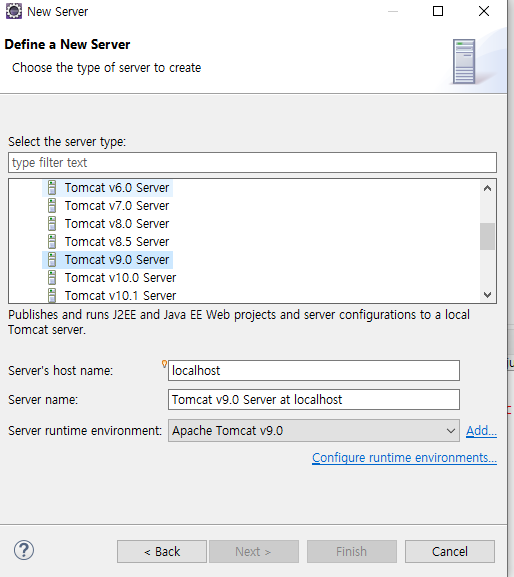 New Server
Define a New Server
Choose the type of server to create
Select the server type:
type filter text
Tomcat v6.0 Server
Tomcat v7.0 Server
Tomcat v8.0 Server
Tomcat v8.5 Server
Tomcat v9.0 Server
Tomcat v10.0 Server
Tomcat v10.1 Server
Publishes and runs J2EE and Java EE Web projects and server configurations to a local
Tomcat server.
Server's host name: localhost
Server name: Tomcat v9.0 Server at localhost
Server runtime environment: Apache Tomcat v9.0 Add...
Configure runtime environments...
? < Back Next > Finish Cancel